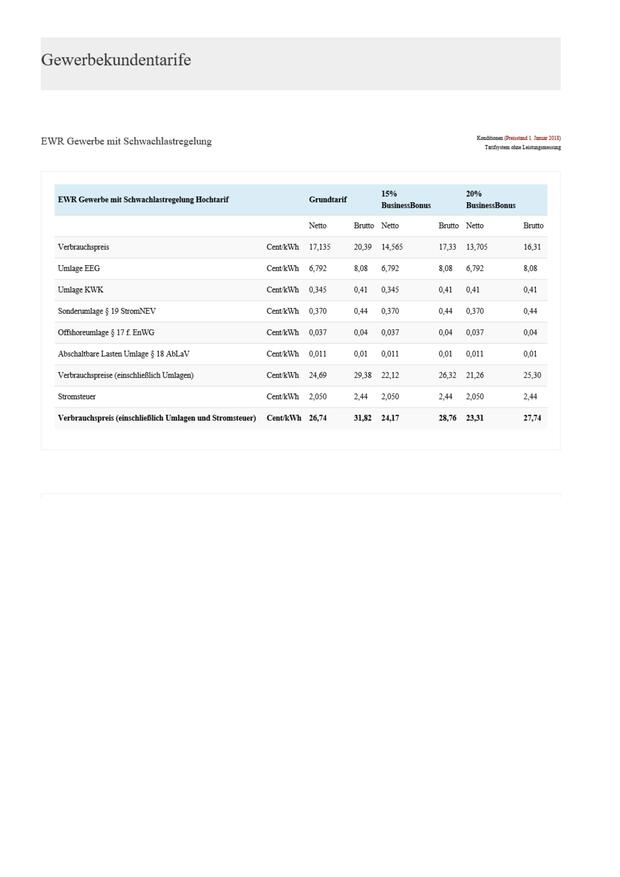 Gewerbekundentarife
EWR Gewerbe mit Schwachlastregelung
Konditionen (Preisstand 1. Januar 2018)
Tarifsystem ohne Leistungsmessung
EWR Gewerbe mit Schwachlastregelung Hochtarif Grundtarif 15% BusinessBonus 20% BusinessBonus
Netto Brutto Netto Brutto Netto Brutto
Verbrauchspreis Cent/kWh 17,135 20,39 14,565 17,33 13,705 16,31
Umlage EEG Cent/kWh 6,792 8,08 6,792 8,08 6,792 8,08
Umlage KWK Cent/kWh 0,345 0,41 0,345 0,41 0,41 0,41
Sonderumlage § 19 StromNEV Cent/kWh 0,370 0,44 0,370 0,44 0,370 0,44
Offshoreumlage § 17 f. EnWG Cent/kWh 0,037 0,04 0,037 0,04 0,037 0,04
Abschaltbare Lasten Umlage § 18 AbLaV Cent/kWh 0,011 0,01 0,011 0,01 0,011 0,01
Verbrauchspreise (einschließlich Umlagen) Cent/kWh 24,69 29,38 22,12 26,32 21,26 25,30
Stromsteuer Cent/kWh 2,050 2,44 2,050 2,44 2,050 2,44
Verbrauchspreis (einschließlich Umlagen und Stromsteuer) Cent/kWh 26,74 31,82 24,17 28,76 23,31 27,74